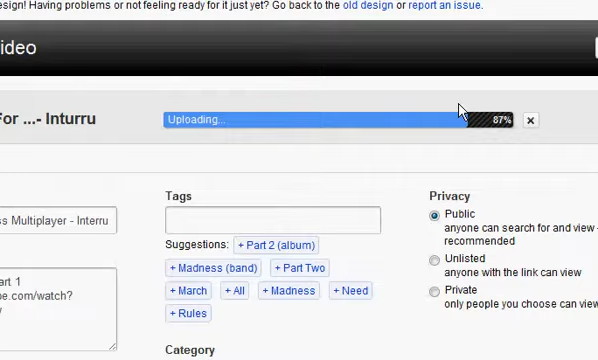 esign! Having problems or not feeling ready for it just yet? Go back to the old design or report an issue.
ideo
For ...- Inturru
Uploading...
87%
Tags
Privacy
ss Multiplayer - Interru
Public
anyone can search for and view -
recommended
Suggestions: + Part 2 (album)
+ Madness (band) + Part Two
Unlisted
anyone with the link can view
art 1
be.com/watch?
+ March + All + Madness + Need
Private
only people you choose can view
+ Rules
Category